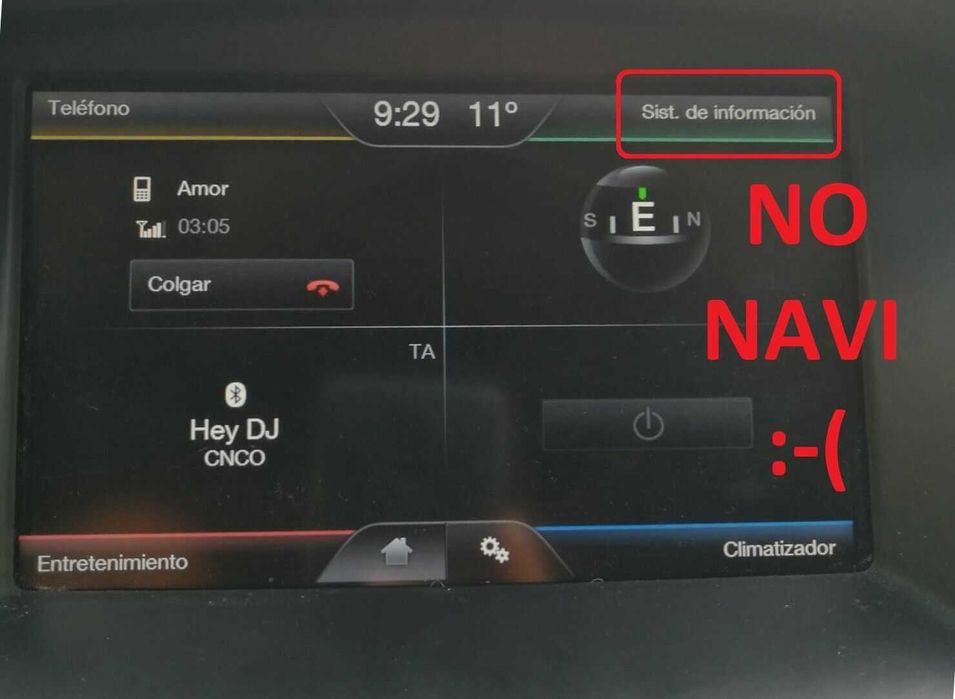 Teléfono
9:29 11°
Sist. de información
Amor
03:05
Colgar
S E N
NO
NAVI
:-(
TA
Hey DJ
CNCO
Entretenimiento
Climatizador